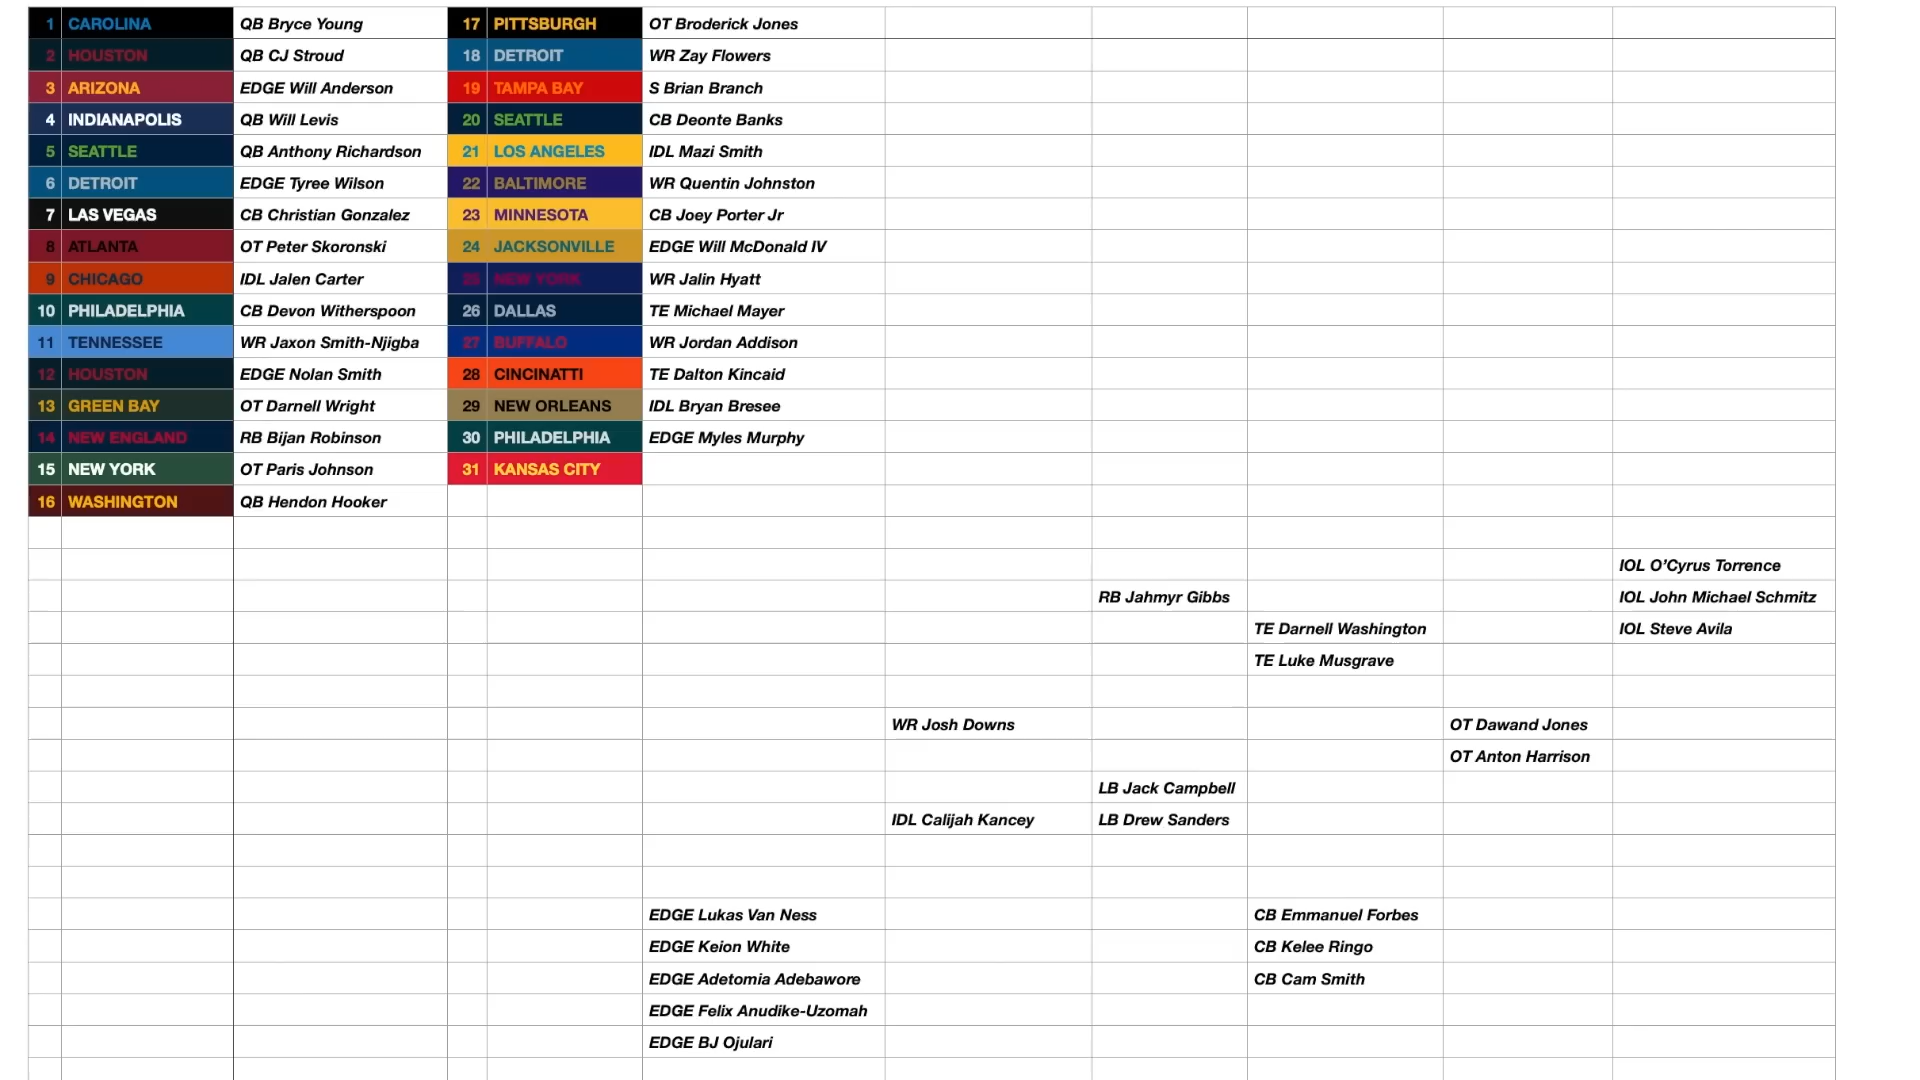 1 CAROLINA QB Bryce Young 17 PITTSBURGH OT Broderick Jones
2 HOUSTON QB CJ Stroud 18 DETROIT WR Zay Flowers
3 ARIZONA EDGE Will Anderson 19 TAMPA BAY S Brian Branch
4 INDIANAPOLIS QB Will Levis 20 SEATTLE CB Deonte Banks
5 SEATTLE QB Anthony Richardson 21 LOS ANGELES IDL Mazi Smith
6 DETROIT EDGE Tyree Wilson 22 BALTIMORE WR Quentin Johnston
7 LAS VEGAS CB Christian Gonzalez 23 MINNESOTA CB Joey Porter Jr
8 ATLANTA OT Peter Skoronski 24 JACKSONVILLE EDGE Will McDonald IV
9 CHICAGO IDL Jalen Carter 25 NEW YORK WR Jalin Hyatt
10 PHILADELPHIA CB Devon Witherspoon 26 DALLAS TE Michael Mayer
11 TENNESSEE WR Jaxon Smith-Njigba 27 BUFFALO WR Jordan Addison
12 HOUSTON EDGE Nolan Smith 28 CINCINATTI TE Dalton Kincaid
13 GREEN BAY OT Darnell Wright 29 NEW ORLEANS IDL Bryan Bresee
14 NEW ENGLAND RB Bijan Robinson 30 PHILADELPHIA EDGE Myles Murphy
15 NEW YORK OT Paris Johnson 31 KANSAS CITY
16 WASHINGTON QB Hendon Hooker
IOL O'Cyrus Torrence
RB Jahmyr Gibbs IOL John Michael Schmitz
TE Darnell Washington IOL Steve Avila
TE Luke Musgrave
WR Josh Downs OT Dawand Jones
OT Anton Harrison
LB Jack Campbell
IDL Calijah Kancey LB Drew Sanders
EDGE Lukas Van Ness CB Emmanuel Forbes
EDGE Keion White CB Kelee Ringo
EDGE Adetomia Adebawore CB Cam Smith
EDGE Felix Anudike-Uzomah
EDGE BJ Ojulari